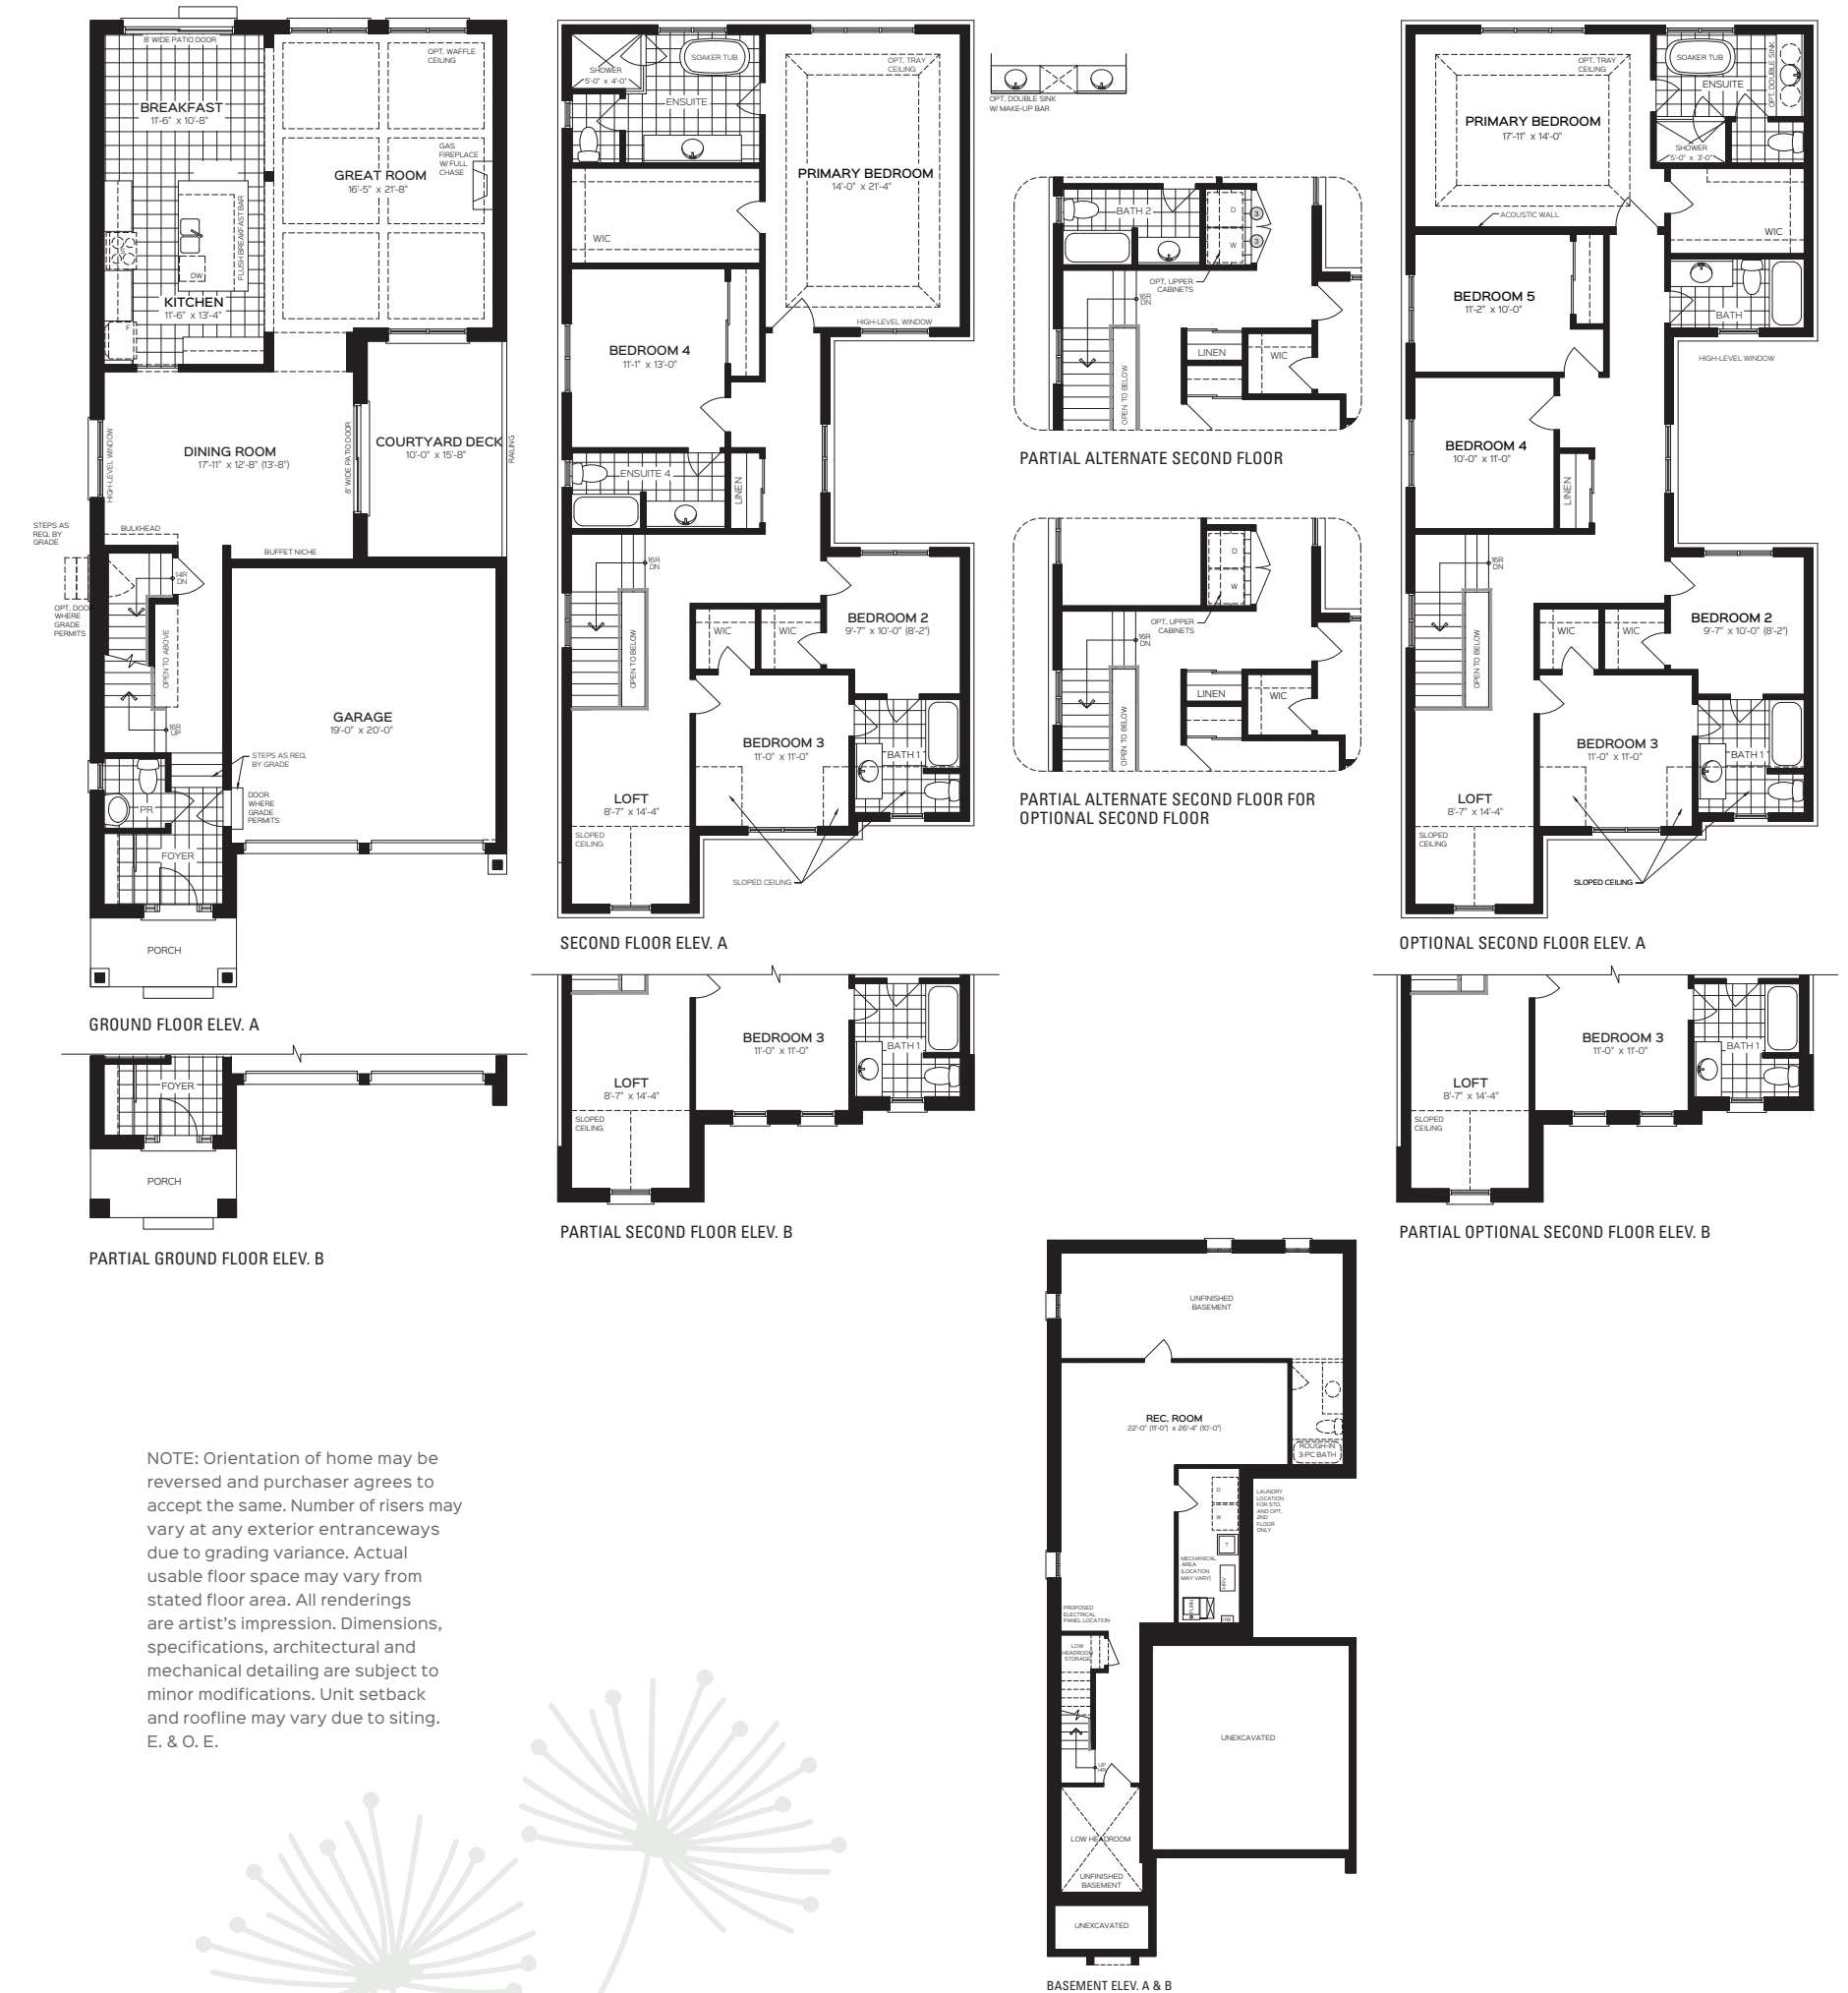 8' WIDE PATIO DOOR
BREAKFAST
11'-6" x 10'-8"
OPT. WAFFLE
CEILING
GAS
FIREPLACE
W/ FULL
CHASE
GREAT ROOM
16'-5" x 21'-8"
FLUSH BREAKFAST BAR
S
DW
KITCHEN
11'-6" x 13'-4"
F
HIGH-LEVEL WINDOW
DINING ROOM
17'-11" x 12'-8" (13'-8")
8' WIDE PATIO DOOR
COURTYARD DECK
10'-0" x 15'-8"
RAILING
STEPS AS
REQ. BY
GRADE
BULKHEAD
BUFFET NICHE
14R
DN
OPT. DOOR
WHERE
GRADE
PERMITS
OPEN TO ABOVE
16R
UP
GARAGE
19'-0" x 20'-0"
STEPS AS REQ.
BY GRADE
DOOR
WHERE
GRADE
PERMITS
PR
FOYER
PORCH
GROUND FLOOR ELEV. A
FOYER
PORCH
PARTIAL GROUND FLOOR ELEV. B
SHOWER
5'-0" x 4'-0"
SOAKER TUB
ENSUITE
OPT. TRAY
CEILING
PRIMARY BEDROOM
14'-0" x 21'-4"
WIC
HIGH-LEVEL WINDOW
BEDROOM 4
11'-1" x 13'-0"
ENSUITE 4
LINEN
16R
DN
OPEN TO BELOW
WIC
WIC
BEDROOM 2
9'-7" x 10'-0" (8'-2")
BEDROOM 3
11'-0" x 11'-0"
BATH 1
LOFT
8'-7" x 14'-4"
SLOPED
CEILING
SLOPED CEILING
SECOND FLOOR ELEV. A
BEDROOM 3
11'-0" x 11'-0"
BATH 1
LOFT
8'-7" x 14'-4"
SLOPED
CEILING
PARTIAL SECOND FLOOR ELEV. B
OPT. DOUBLE SINK
W/ MAKE-UP BAR
BATH 2
D
W
3
3
OPT. UPPER
CABINETS
16R
DN
OPEN TO BELOW
LINEN
WIC
PARTIAL ALTERNATE SECOND FLOOR
D
W
OPT. UPPER
CABINETS
16R
DN
OPEN TO BELOW
LINEN
WIC
PARTIAL ALTERNATE SECOND FLOOR FOR
OPTIONAL SECOND FLOOR
OPT. TRAY
CEILING
PRIMARY BEDROOM
17'-11" x 14'-0"
ACOUSTIC WALL
SOAKER TUB
ENSUITE
OPT. DOUBLE SINK
SHOWER
5'-0" x 3'-0"
WIC
BEDROOM 5
11'-2" x 10'-0"
BATH
HIGH-LEVEL WINDOW
BEDROOM 4
10'-0" x 11'-0"
LINEN
16R
DN
OPEN TO BELOW
WIC
WIC
BEDROOM 2
9'-7" x 10'-0" (8'-2")
BEDROOM 3
11'-0" x 11'-0"
BATH 1
LOFT
8'-7" x 14'-4"
SLOPED
CEILING
SLOPED CEILING
OPTIONAL SECOND FLOOR ELEV. A
BEDROOM 3
11'-0" x 11'-0"
BATH 1
LOFT
8'-7" x 14'-4"
SLOPED
CEILING
PARTIAL OPTIONAL SECOND FLOOR ELEV. B
UNFINISHED
BASEMENT
REC. ROOM
22'-0" (11'-0") x 26'-4" (10'-0")
ROUGH-IN
3-PC BATH
D
W
LAUNDRY
LOCATION
FOR STD.
AND OPT.
2ND
FLOOR
ONLY
T
MECHANICAL
AREA
(LOCATION
MAY VARY)
HRV
FURN
HW
PROPOSED
ELECTRICAL
PANEL LOCATION
LOW
HEADROOM
STORAGE
UP
14R
UNEXCAVATED
LOW HEADROOM
UNFINISHED
BASEMENT
UNEXCAVATED
BASEMENT ELEV. A & B
NOTE: Orientation of home may be
reversed and purchaser agrees to
accept the same. Number of risers may
vary at any exterior entranceways
due to grading variance. Actual
usable floor space may vary from
stated floor area. All renderings
are artist's impression. Dimensions,
specifications, architectural and
mechanical detailing are subject to
minor modifications. Unit setback
and roofline may vary due to siting.
E. & O. E.